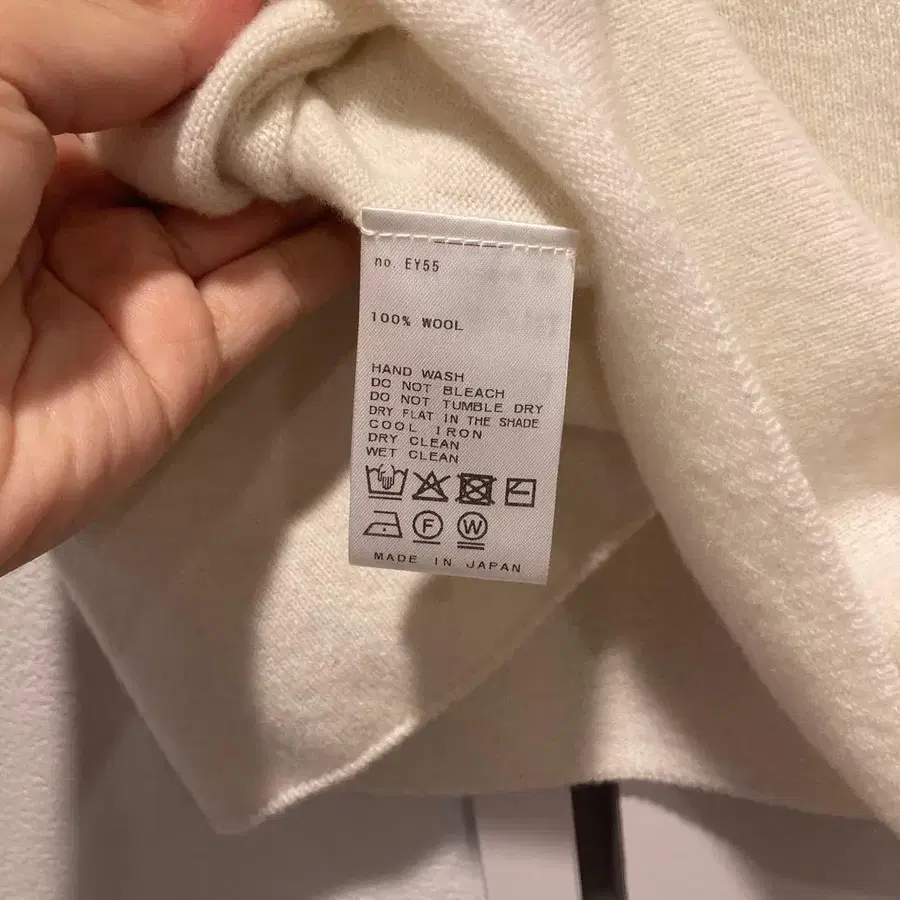 no. EY55
100% WOOL
HAND WASH
DO NOT BLEACH
DO NOT TUMBLE DRY
DRY FLAT IN THE SHADE
COOL IRON
DRY CLEAN
WET CLEAN
F W
MADE IN JAPAN